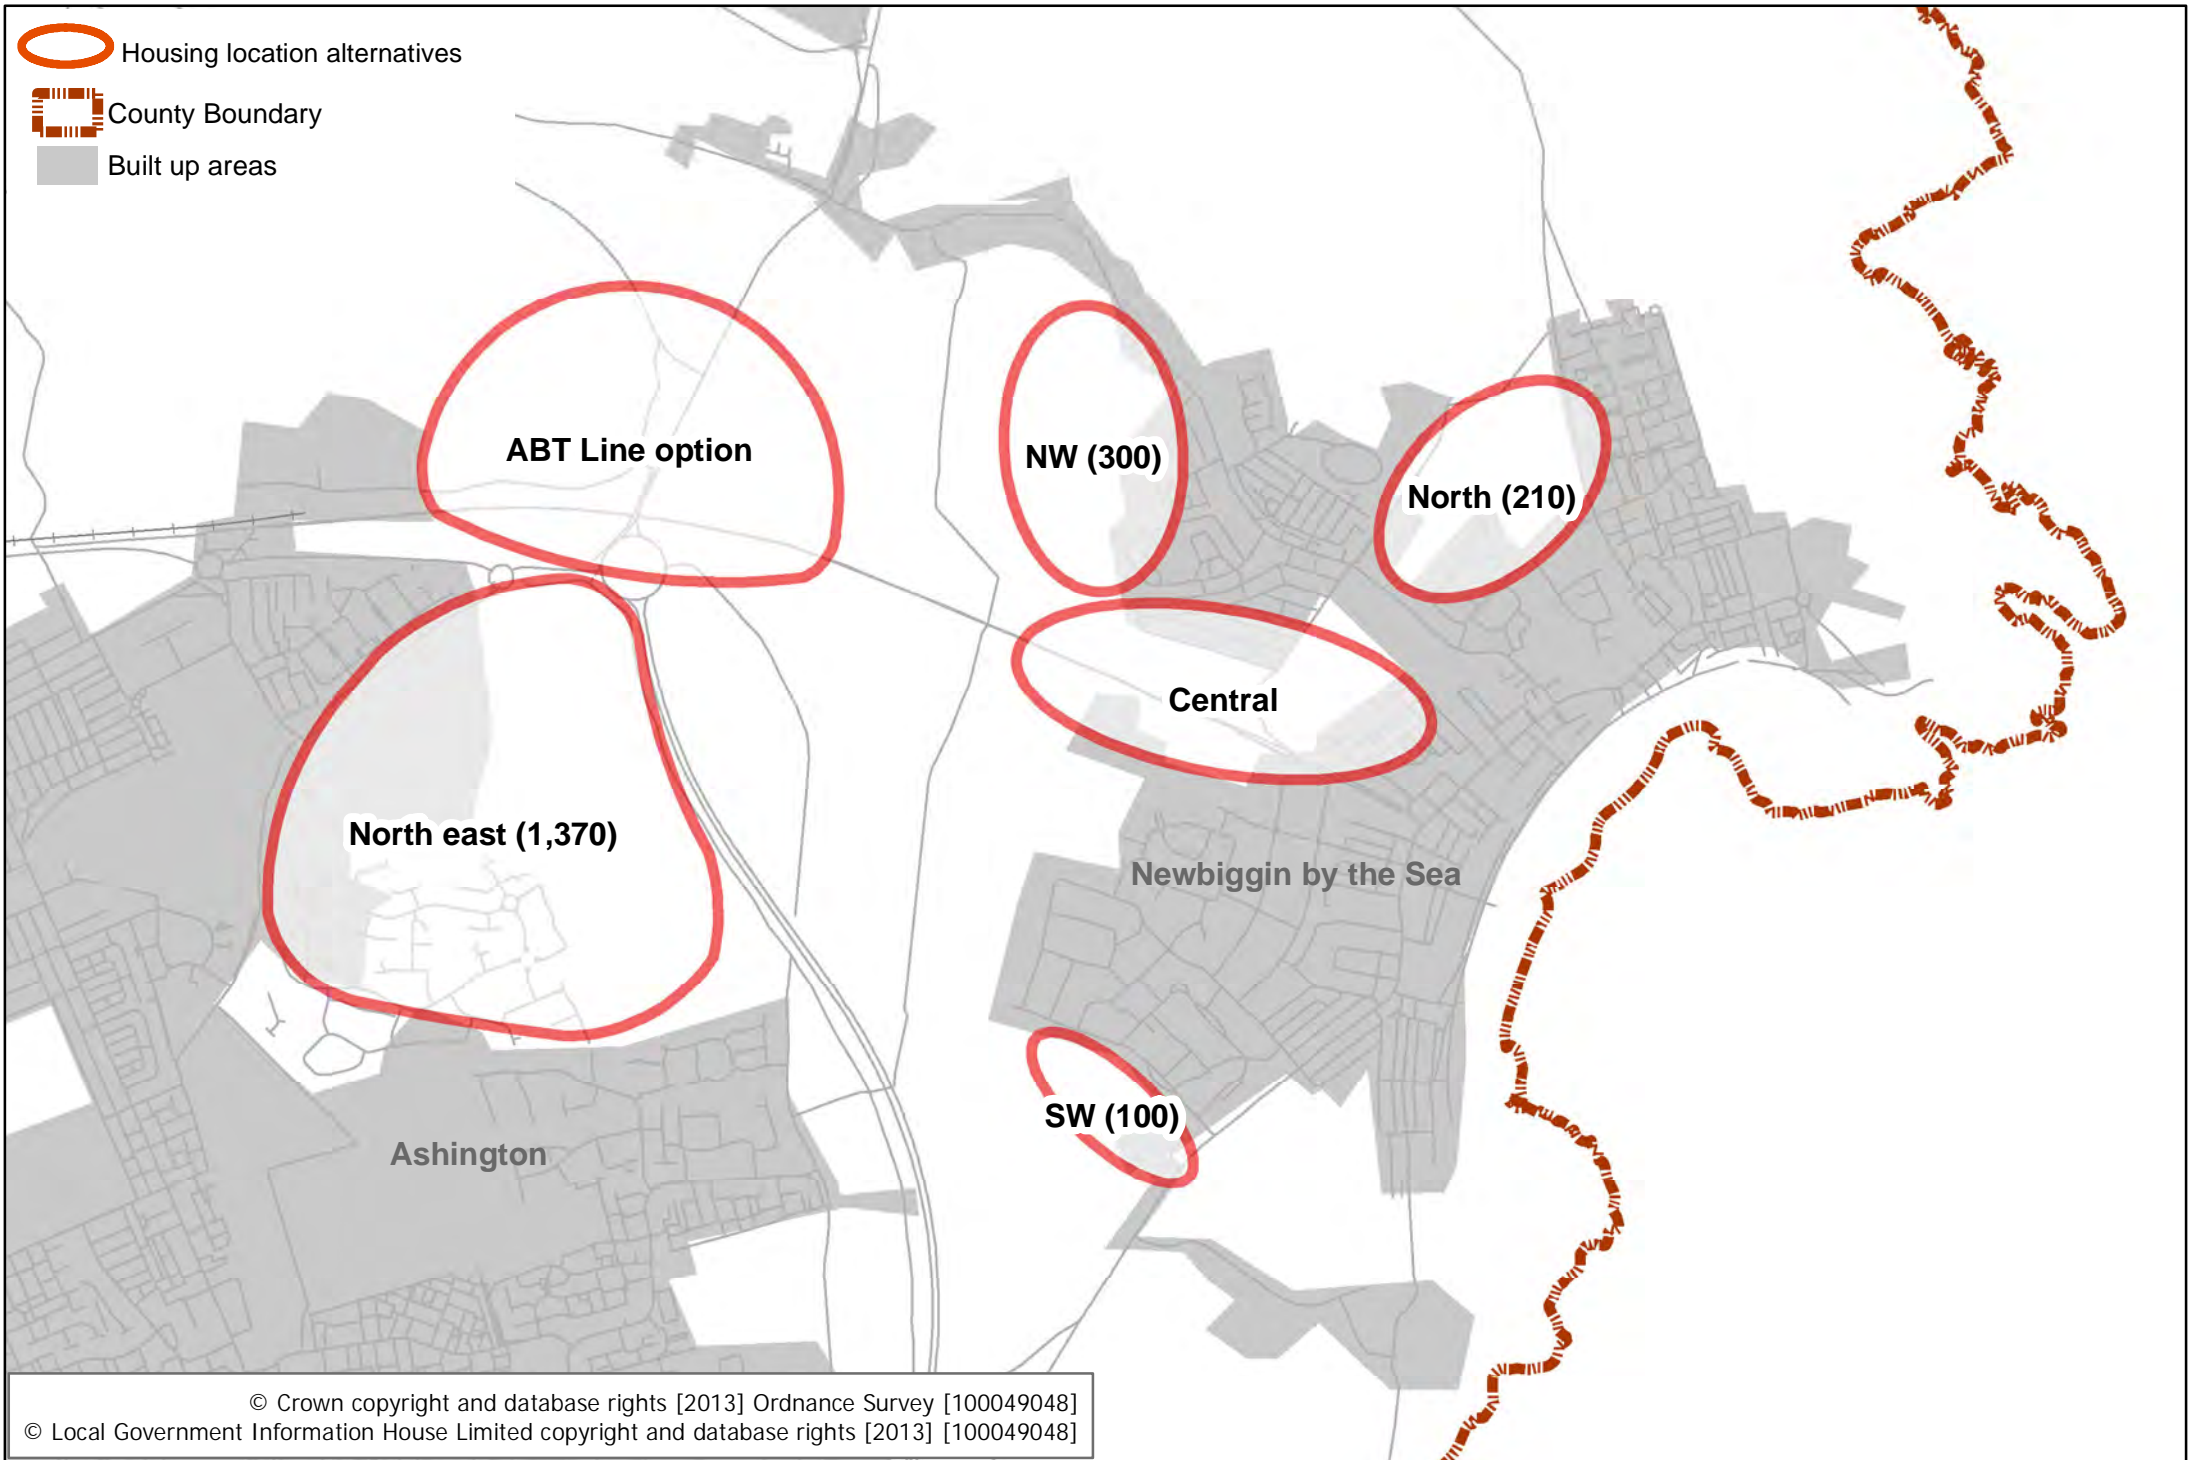 Housing location alternatives
County Boundary
Built up areas
ABT Line option
NW (300)
North (210)
Central
North east (1,370)
Newbiggin by the Sea
SW (100)
Ashington
© Crown copyright and database rights [2013] Ordnance Survey [100049048]
© Local Government Information House Limited copyright and database rights [2013] [100049048]